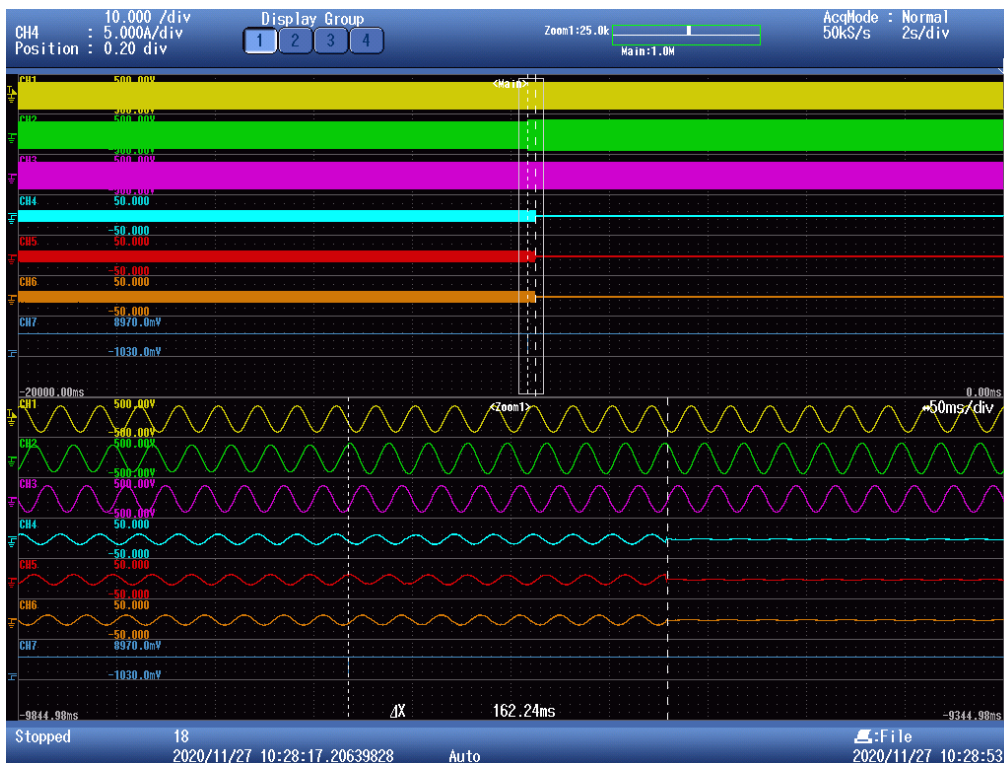 10.000 /div
CH4 : 5.000A/div
Position : 0.20 div
Display Group
1 2 3 4
Zoom1:25.0k
Main:1.0M
AcqMode : Normal
50kS/s 2s/div
CH1 500.00V
<Main>
CH2 500.00V
-500.00V
CH3 500.00V
-500.00V
CH4 50.000
-50.000
CH5 50.000
-50.000
CH6 50.000
-50.000
CH7 8970.0mV
-1030.0mV
-20000.00ms
0.00ms
CH1 500.00V
<Zoom1>
50ms/div
-500.00V
CH2 500.00V
-500.00V
CH3 500.00V
-500.00V
CH4 50.000
-50.000
CH5 50.000
-50.000
CH6 50.000
-50.000
CH7 8970.0mV
-1030.0mV
ΔX 162.24ms
-9844.98ms
-9344.98ms
Stopped 18
:File
2020/11/27 10:28:17.20639828 Auto
2020/11/27 10:28:53